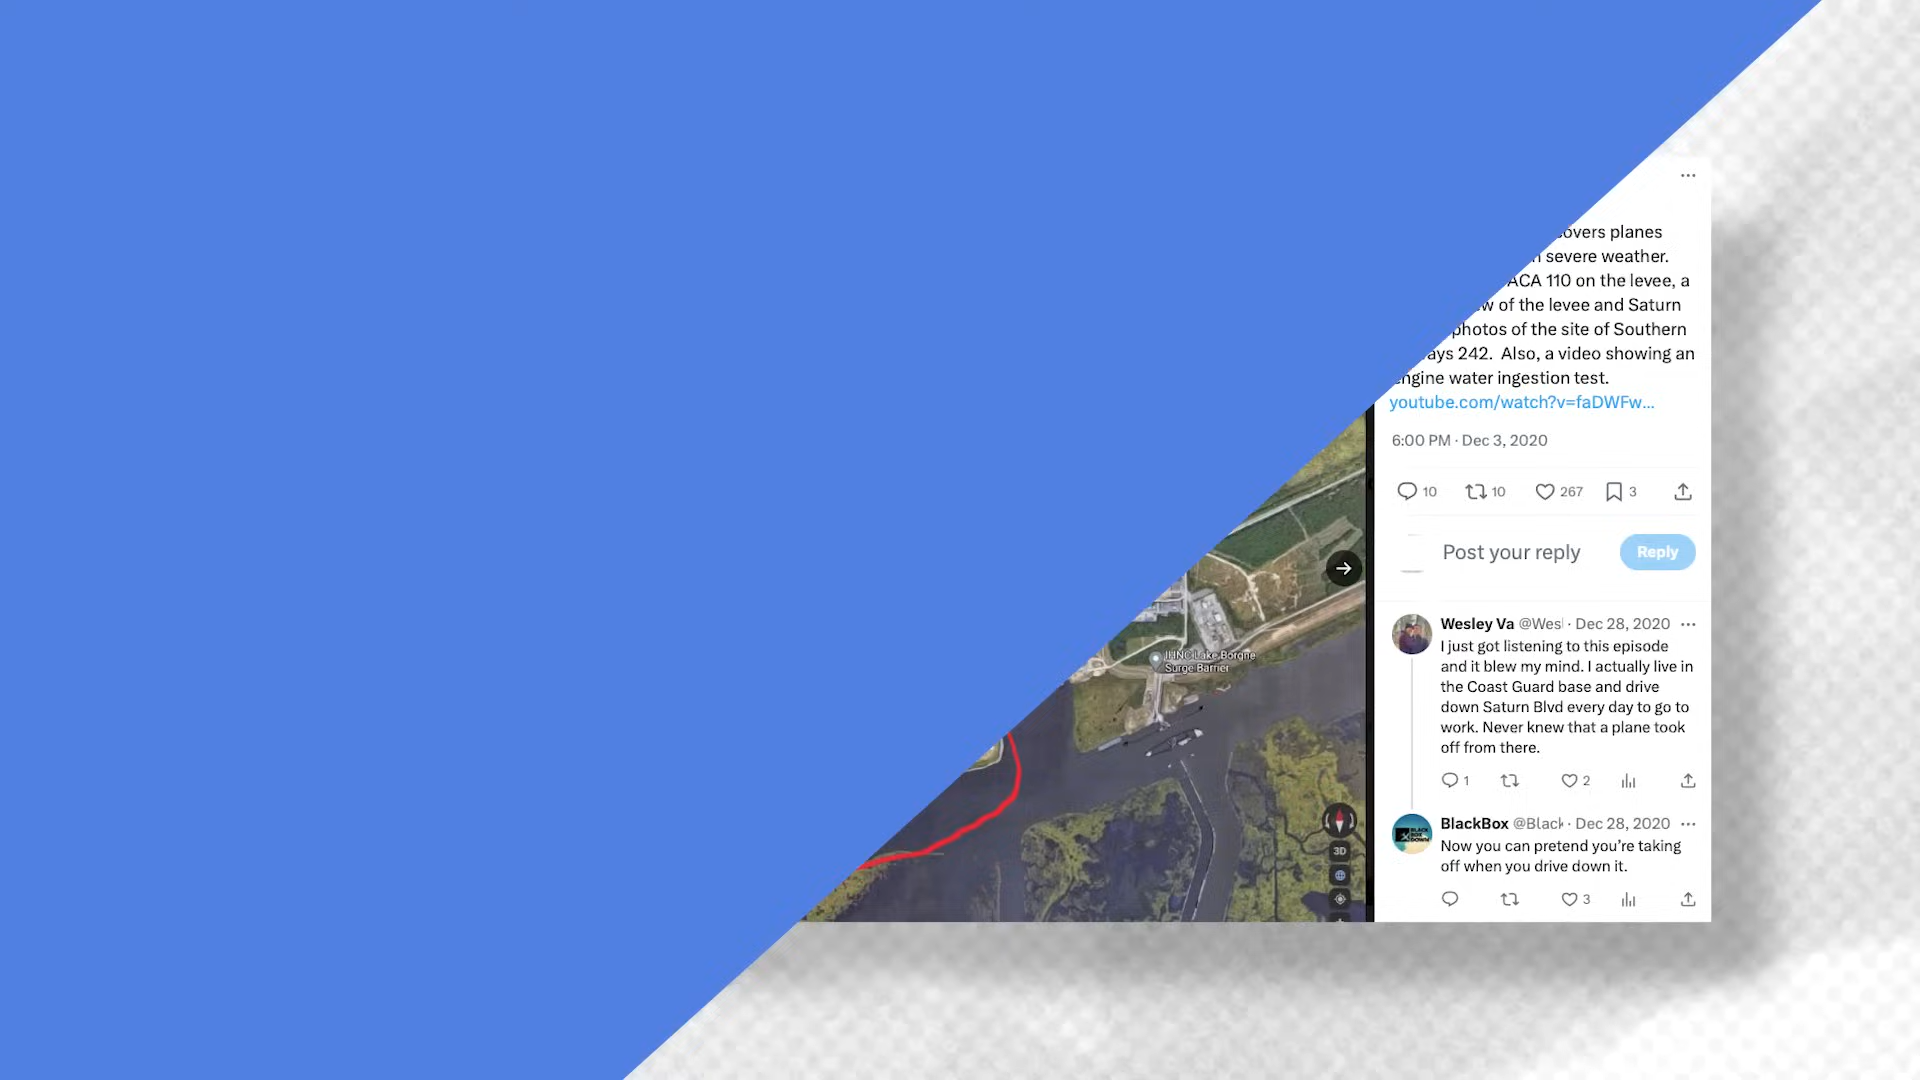 overs planes
severe weather.
ACA 110 on the levee, a
w of the levee and Saturn
photos of the site of Southern
ays 242. Also, a video showing an
engine water ingestion test.
youtube.com/watch?v=faDWFw...
6:00 PM · Dec 3, 2020
10 10 267 3
Post your reply
Reply
Wesley Va @Wesl · Dec 28, 2020
I just got listening to this episode
and it blew my mind. I actually live in
the Coast Guard base and drive
down Saturn Blvd every day to go to
work. Never knew that a plane took
off from there.
1 2
BlackBox @Black · Dec 28, 2020
Now you can pretend you're taking
off when you drive down it.
3
IHNC Lake Borgne
Surge Barrier
3D
BLACK
BOX
DOWN